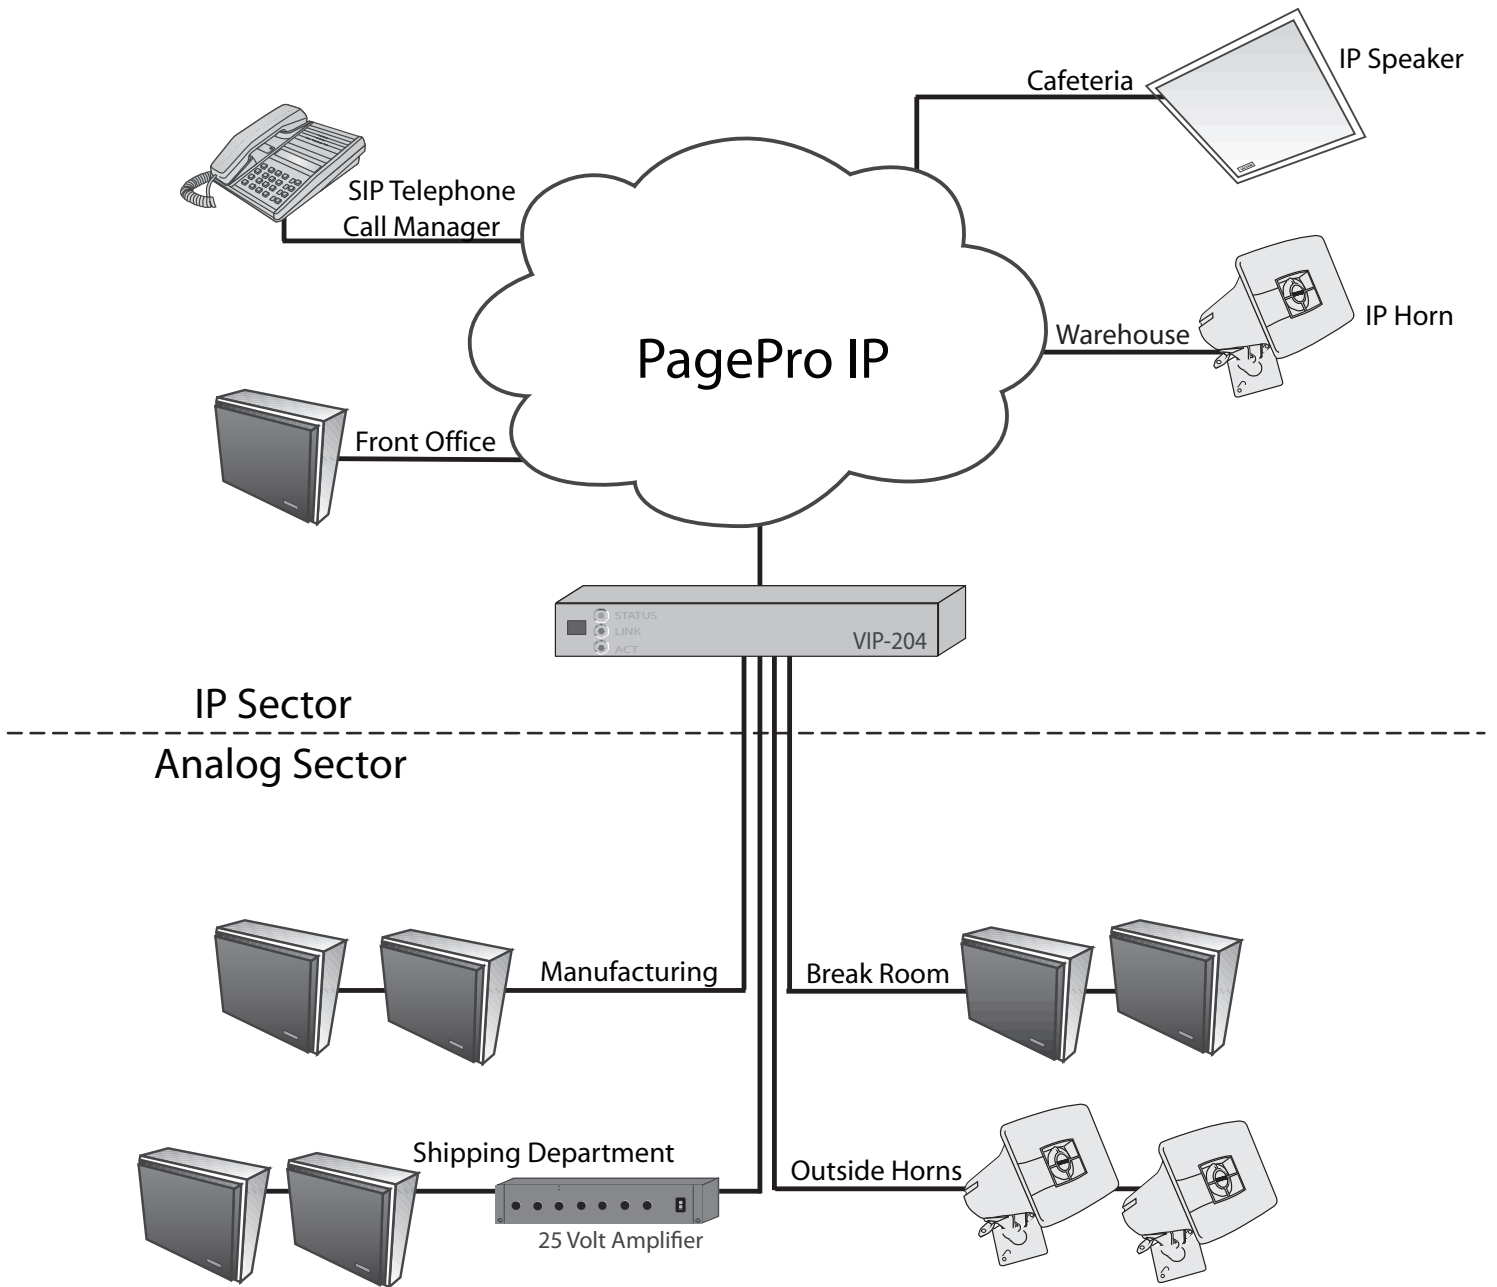 Cafeteria
IP Speaker
SIP Telephone
Call Manager
Warehouse
IP Horn
PagePro IP
Front Office
STATUS
LINK
ACT
VIP-204
IP Sector
Analog Sector
Manufacturing
Break Room
Shipping Department
Outside Horns
25 Volt Amplifier